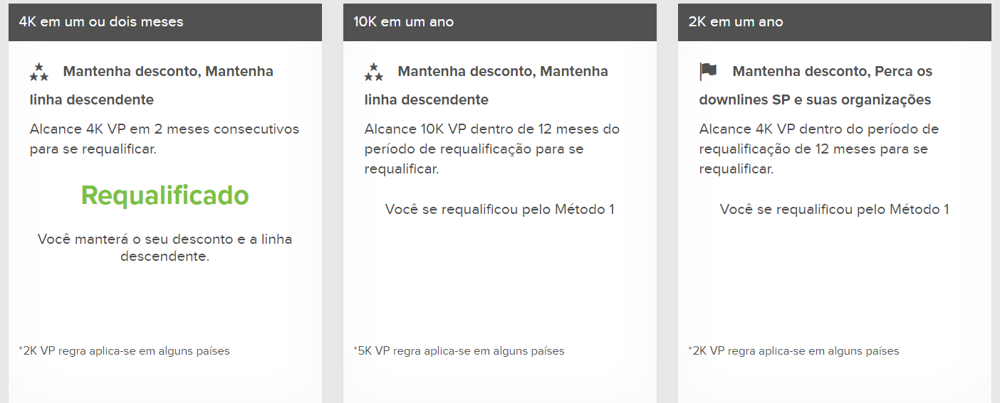 4K em um ou dois meses
Mantenha desconto, Mantenha
linha descendente
Alcance 4K VP em 2 meses consecutivos
para se requalificar.
Requalificado
Você manterá o seu desconto e a linha
descendente.
*2K VP regra aplica-se em alguns países
10K em um ano
Mantenha desconto, Mantenha
linha descendente
Alcance 10K VP dentro de 12 meses do
período de requalificação para se
requalificar.
Você se requalificou pelo Método 1
*5K VP regra aplica-se em alguns países
2K em um ano
Mantenha desconto, Perca os
downlines SP e suas organizações
Alcance 4K VP dentro do período de
requalificação de 12 meses para se
requalificar.
Você se requalificou pelo Método 1
*2K VP regra aplica-se em alguns países